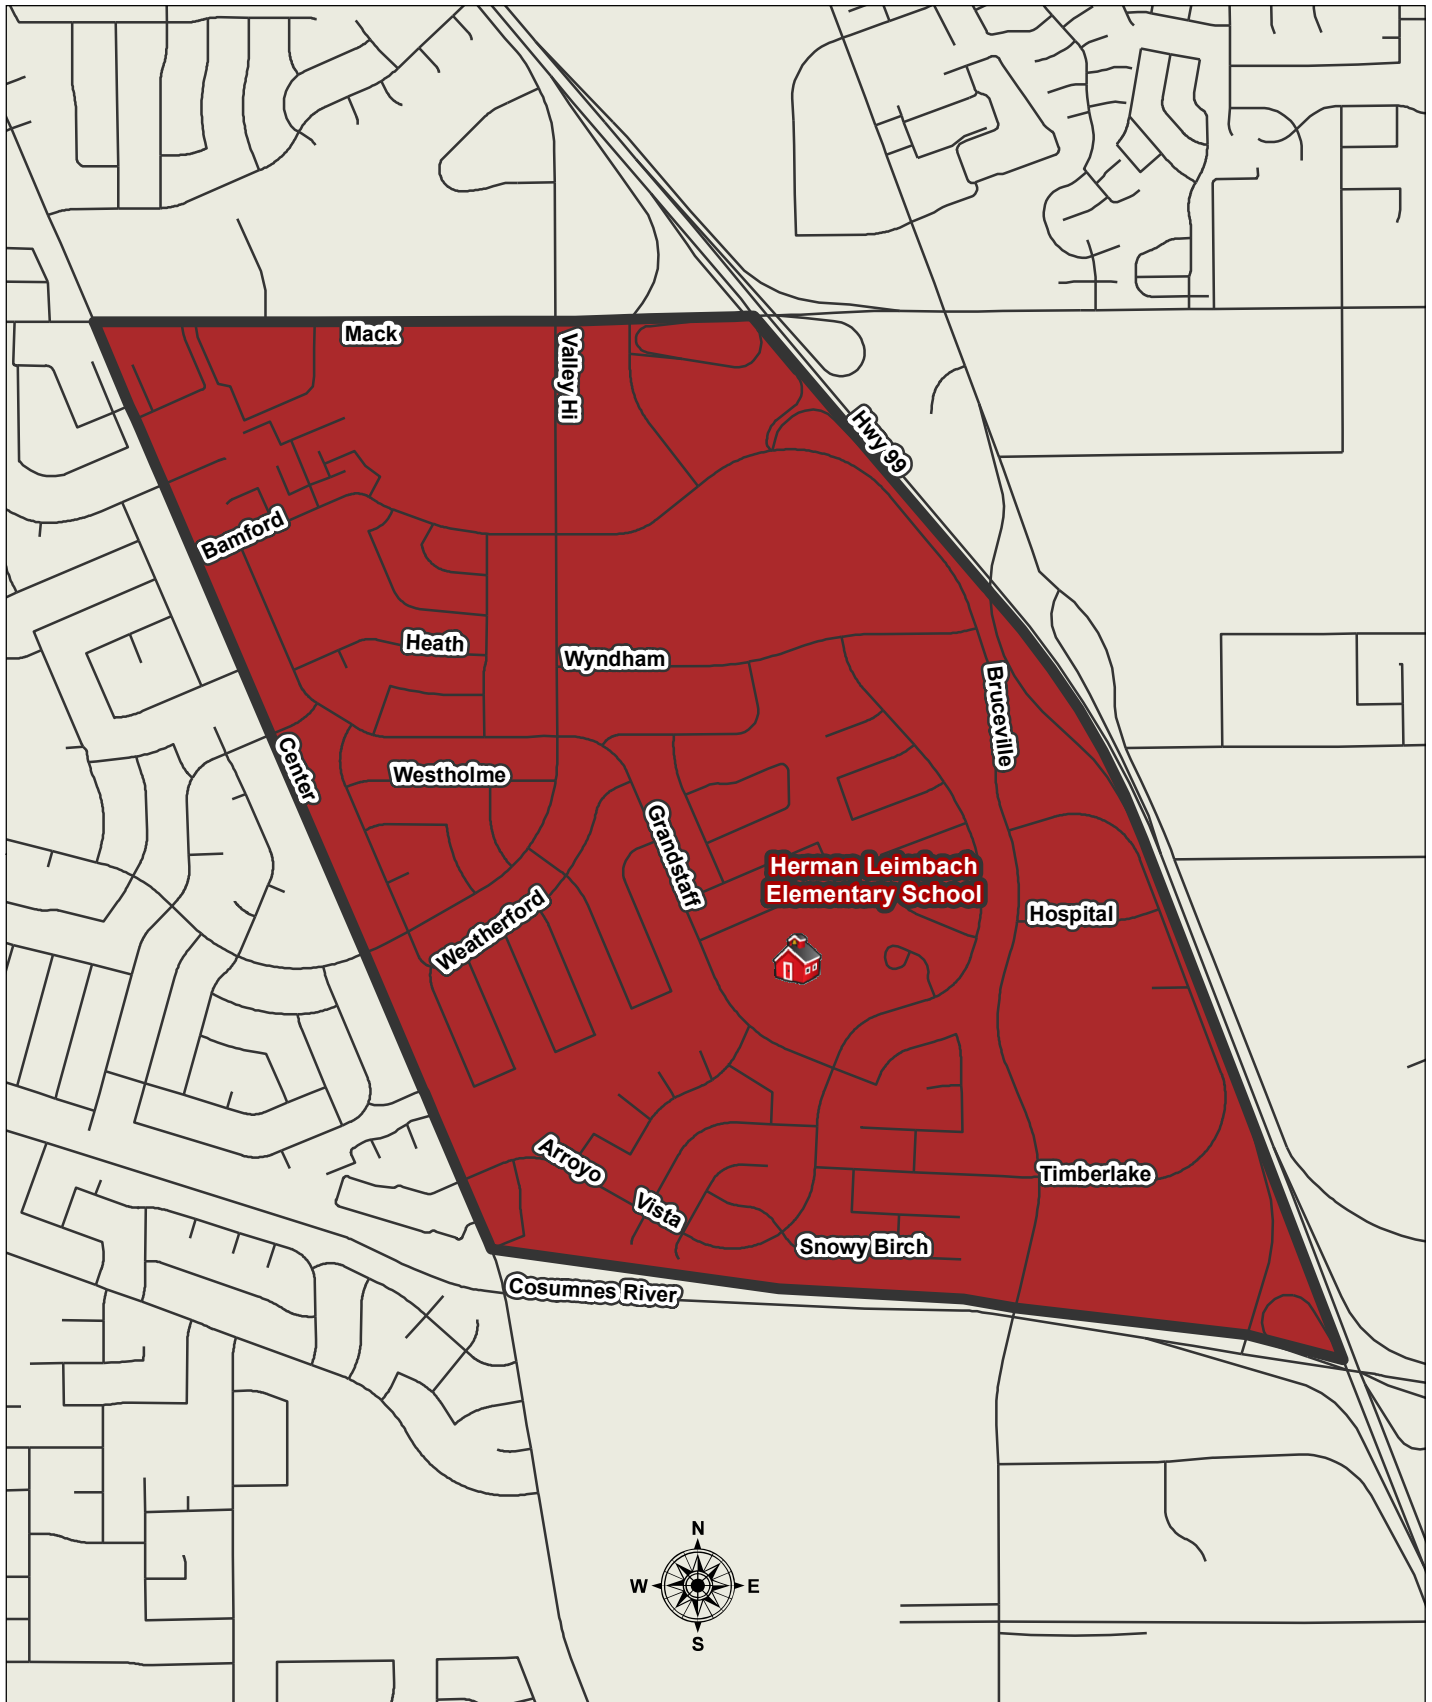 Mack
Valley Hi
Hwy 99
Bamford
Heath
Wyndham
Bruceville
Center
Westholme
Grandstaff
Herman Leimbach
Elementary School
Weatherford
Hospital
Arroyo
Vista
Timberlake
Snowy Birch
Cosumnes River
N
W
E
S